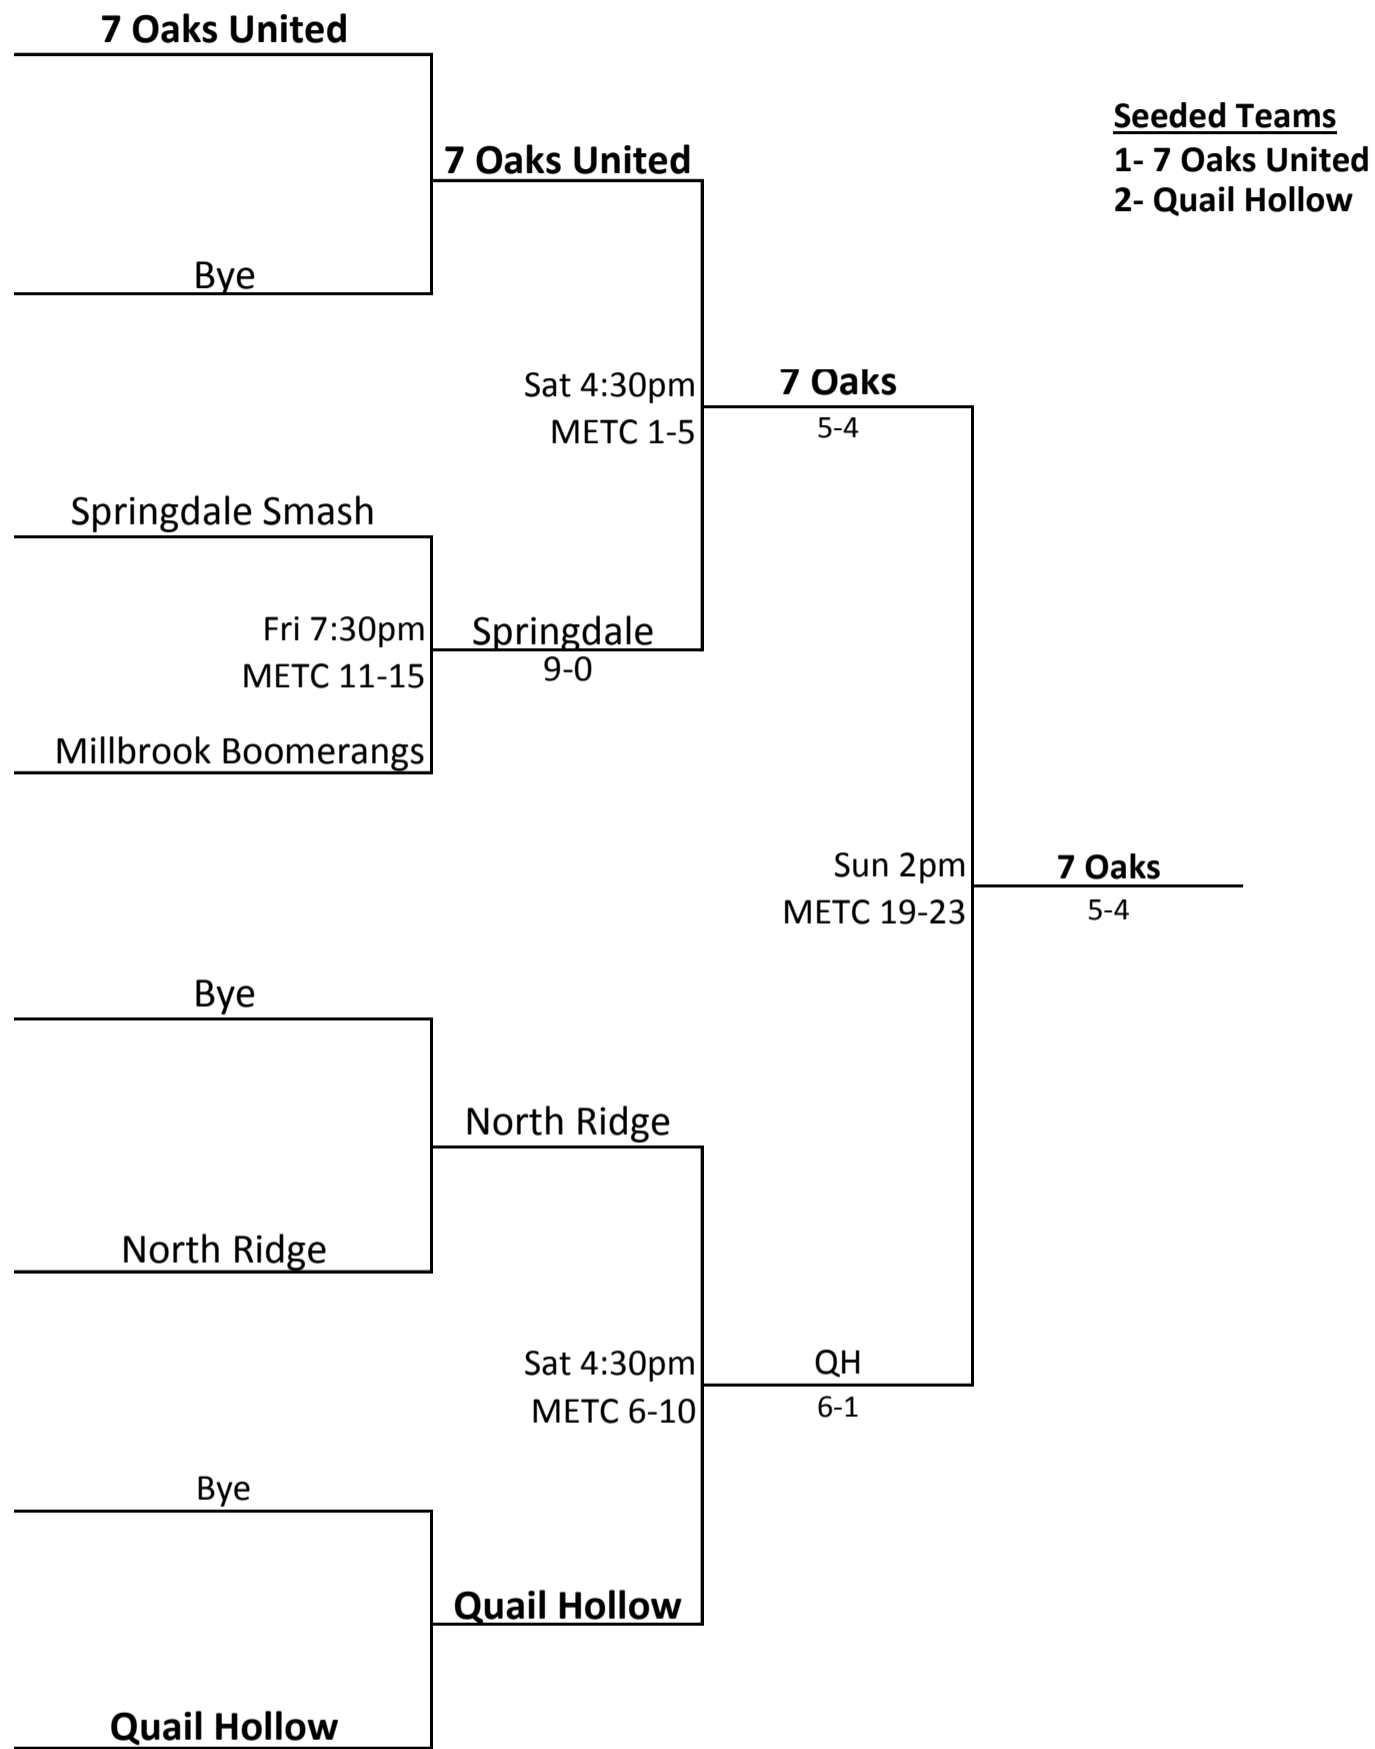 7 Oaks United
Seeded Teams
1- 7 Oaks United
2- Quail Hollow
7 Oaks United
Bye
Sat 4:30pm
METC 1-5
7 Oaks
5-4
Springdale Smash
Fri 7:30pm
METC 11-15
Springdale
9-0
Millbrook Boomerangs
Sun 2pm
METC 19-23
7 Oaks
5-4
Bye
North Ridge
North Ridge
Sat 4:30pm
METC 6-10
QH
6-1
Bye
Quail Hollow
Quail Hollow